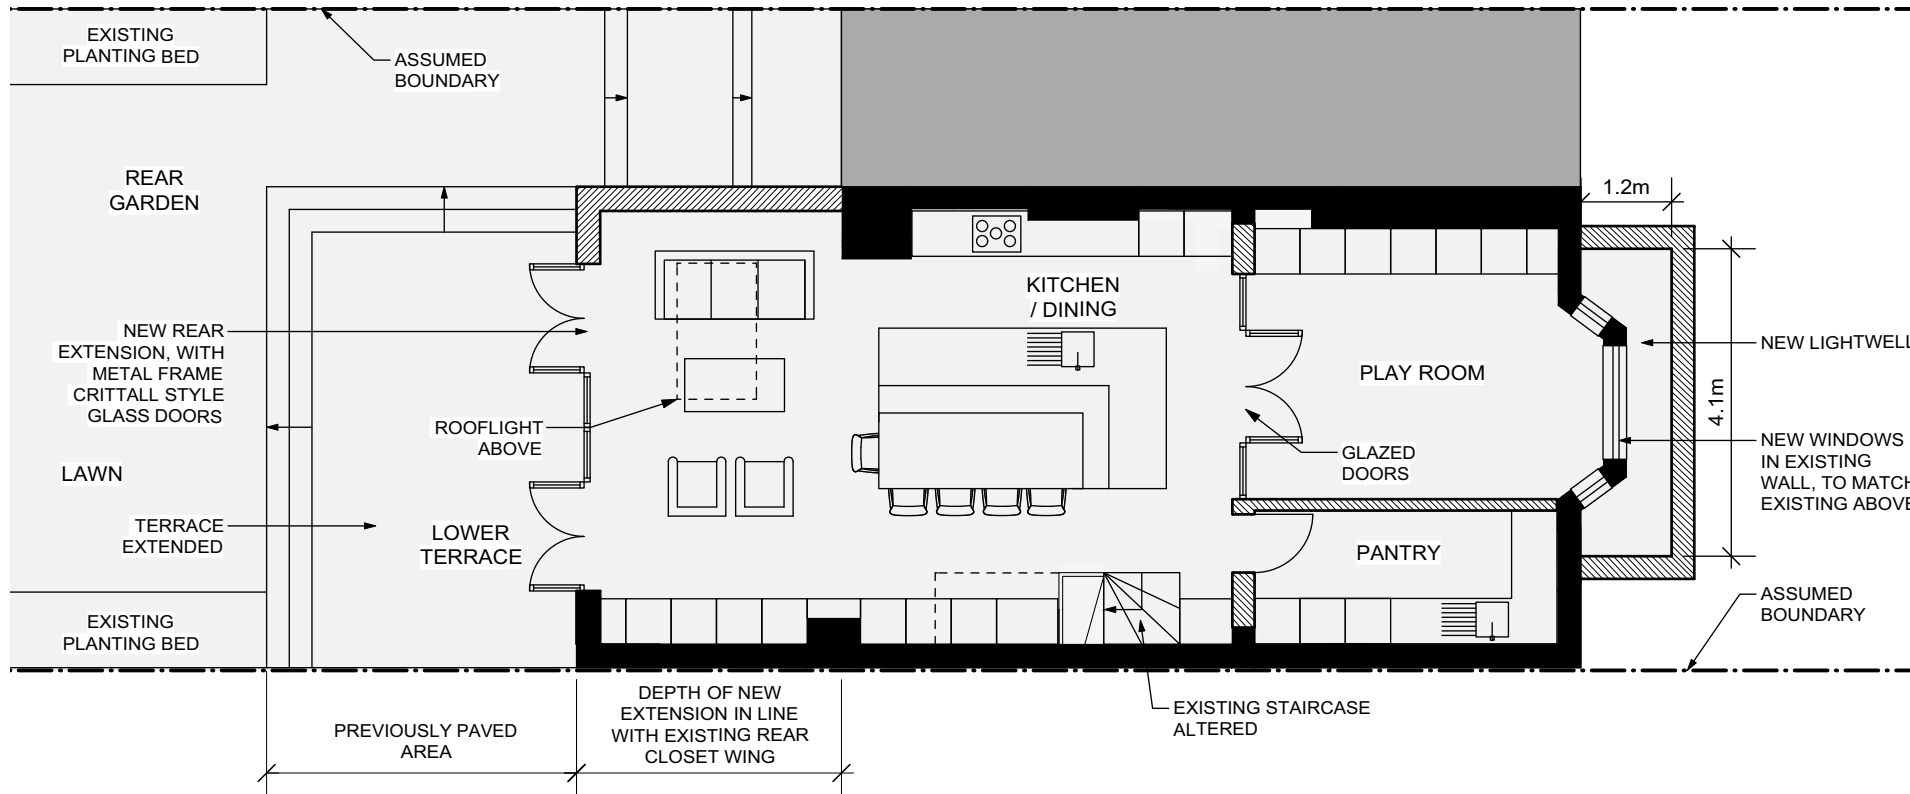 EXISTING
PLANTING BED
ASSUMED
BOUNDARY
REAR
GARDEN
1.2m
KITCHEN
/ DINING
NEW REAR
EXTENSION, WITH
METAL FRAME
CRITTALL STYLE
GLASS DOORS
NEW LIGHTWELL
PLAY ROOM
4.1m
ROOFLIGHT
ABOVE
GLAZED
DOORS
NEW WINDOWS
IN EXISTING
WALL, TO MATCH
EXISTING ABOVE
LAWN
TERRACE
EXTENDED
LOWER
TERRACE
PANTRY
EXISTING
PLANTING BED
ASSUMED
BOUNDARY
PREVIOUSLY PAVED
AREA
DEPTH OF NEW
EXTENSION IN LINE
WITH EXISTING REAR
CLOSET WING
EXISTING STAIRCASE
ALTERED